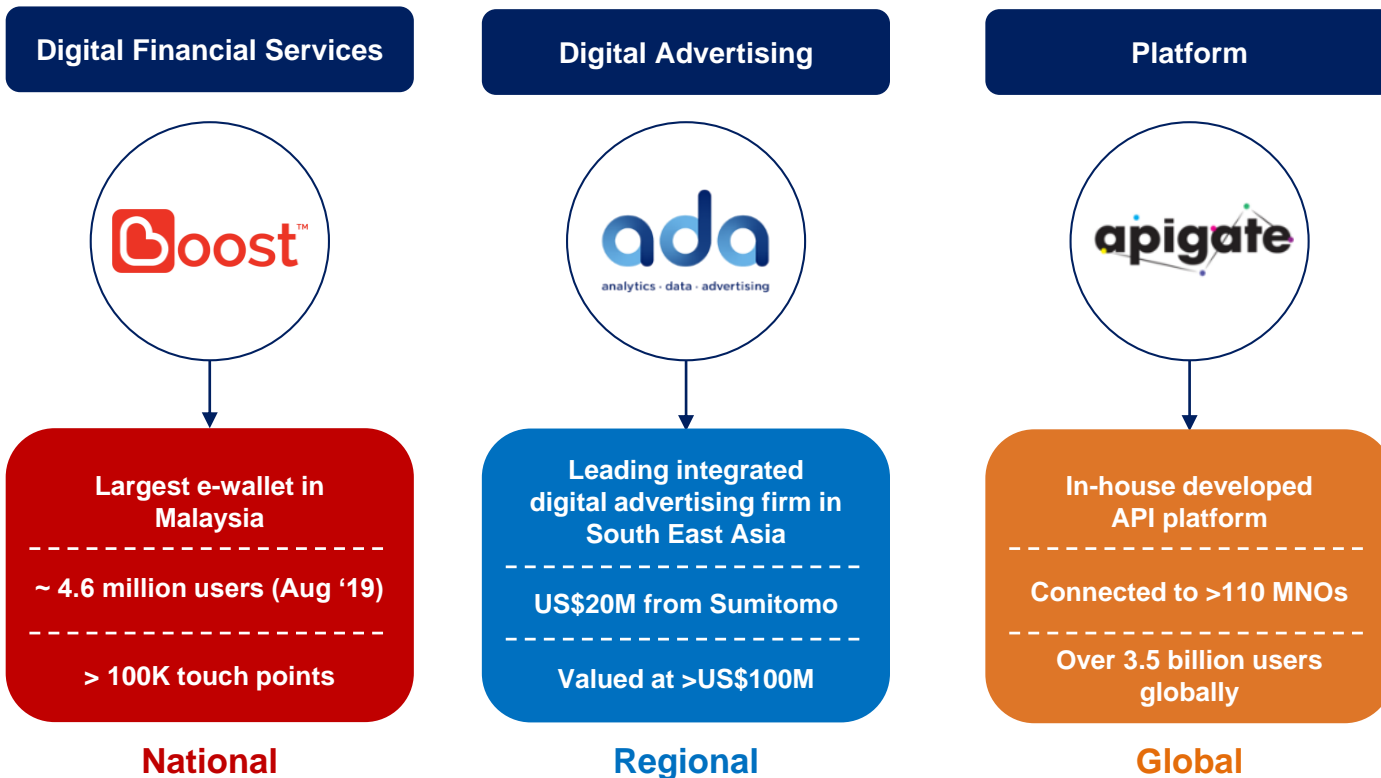 Digital Financial Services
Digital Advertising
Platform
Boost™
ada
analytics · data · advertising
apigate
Largest e-wallet in
Malaysia
~ 4.6 million users (Aug ‘19)
> 100K touch points
Leading integrated
digital advertising firm in
South East Asia
US$20M from Sumitomo
Valued at >US$100M
In-house developed
API platform
Connected to >110 MNOs
Over 3.5 billion users
globally
National
Regional
Global